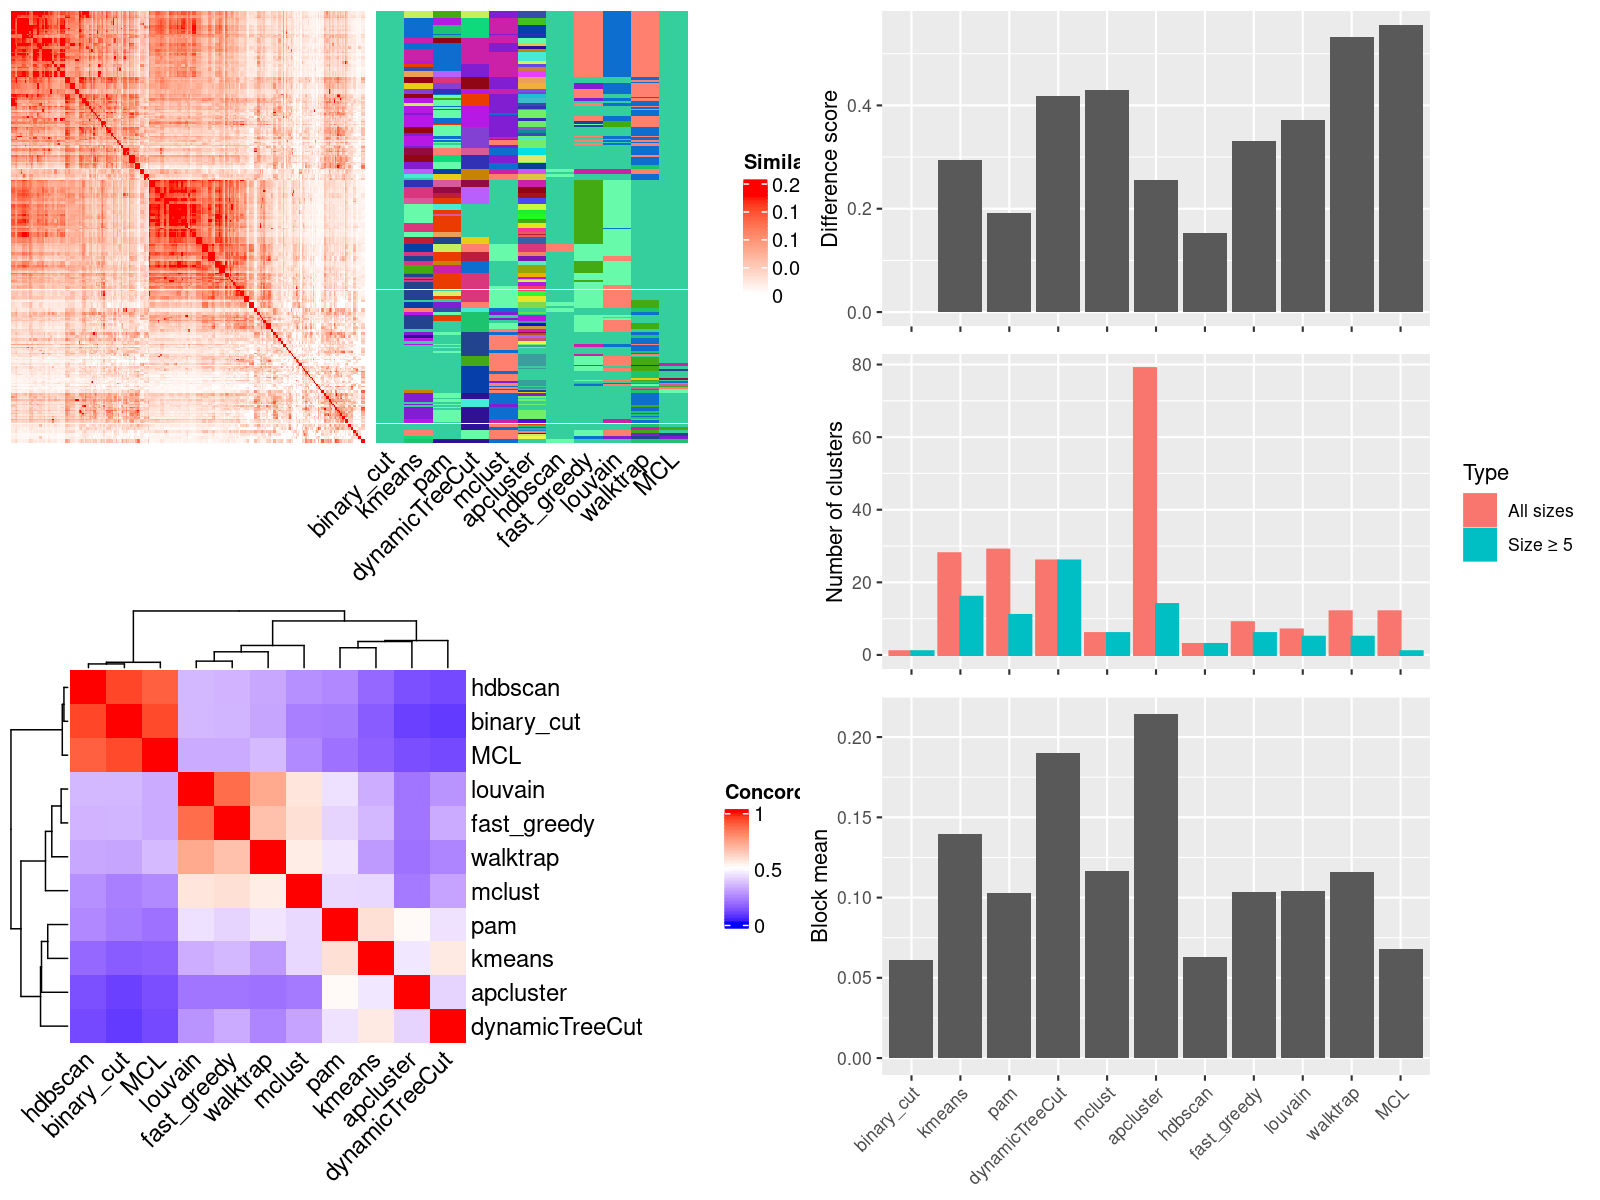 Simila
0.2
0.1
0.1
0.0
0
binary_cut
kmeans
pam
dynamicTreeCut
mclust
apcluster
hdbscan
fast_greedy
louvain
walktrap
MCL
hdbscan
binary_cut
MCL
louvain
fast_greedy
walktrap
mclust
pam
kmeans
apcluster
dynamicTreeCut
hdbscan
binary_cut
MCL
louvain
fast_greedy
walktrap
mclust
pam
kmeans
apcluster
dynamicTreeCut
Concord
1
0.5
0
Difference score
0.4
0.2
0.0
Number of clusters
80
60
40
20
0
Type
All sizes
Size ≥ 5
Block mean
0.20
0.15
0.10
0.05
0.00
binary_cut
kmeans
pam
dynamicTreeCut
mclust
apcluster
hdbscan
fast_greedy
louvain
walktrap
MCL